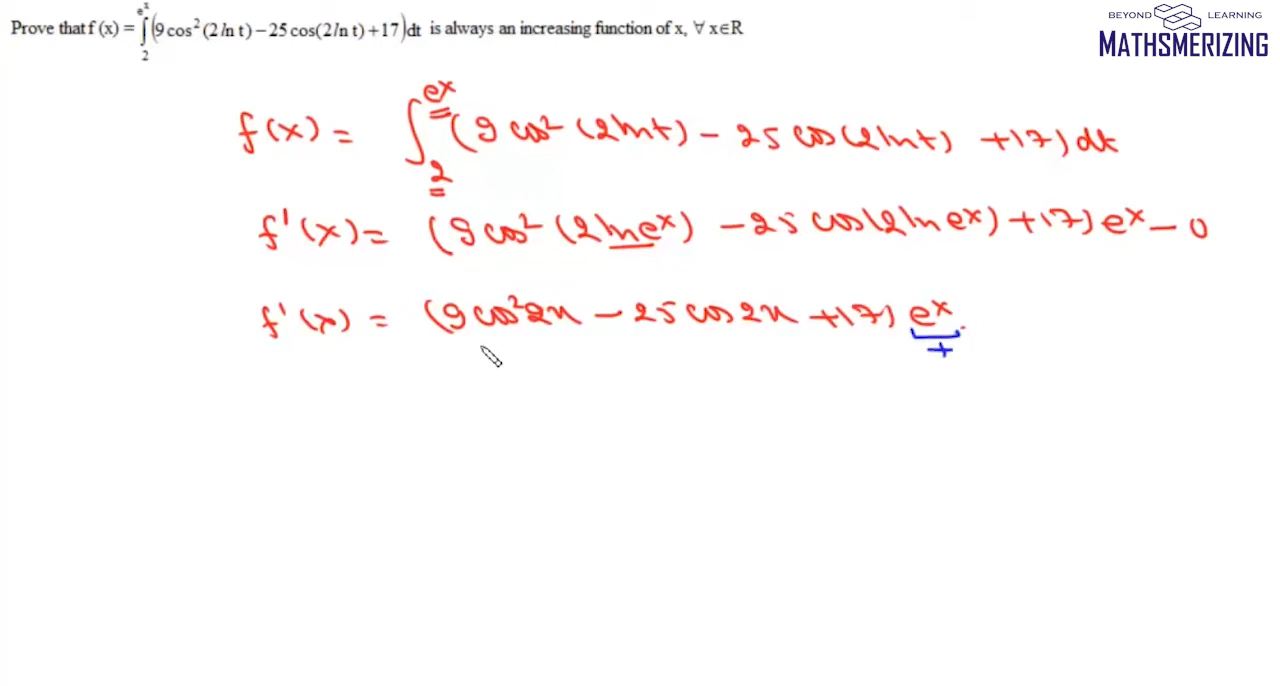 Prove that f (x) = ∫₂^{eˣ} (9 cos² (2 ln t) – 25 cos(2 ln t) + 17) dt is always an increasing function of x, ∀ x∈R
BEYOND LEARNING
MATHSMERIZING
f(x) = ∫₂^{eˣ} (9 cos² (2lnt) – 25 cos(2lnt) +17) dt
f'(x) = (9 cos² (2lneˣ) – 25 cos(2lneˣ) +17) eˣ – 0
f'(x) = (9 cos²2x – 25 cos2x +17) eˣ.
+